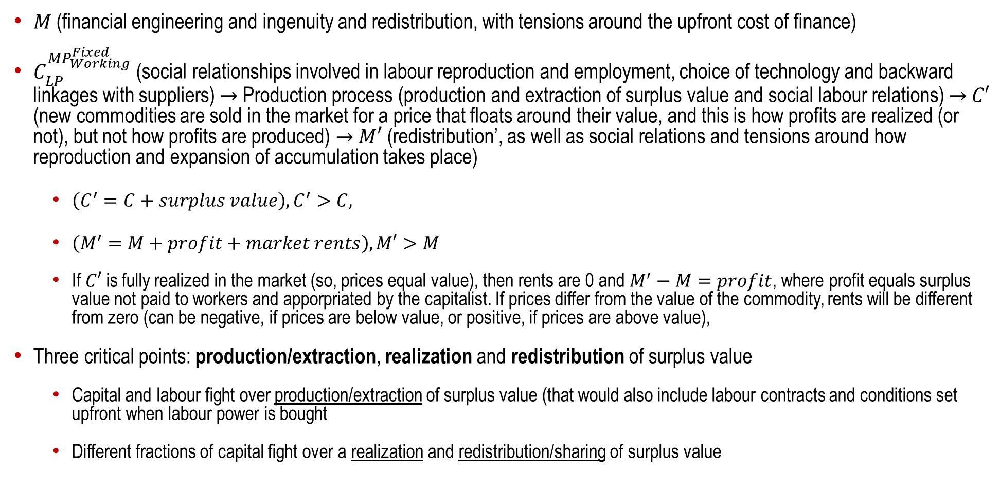 • M (financial engineering and ingenuity and redistribution, with tensions around the upfront cost of finance)
• C_{LP}^{MP_{Working}^{Fixed}} (social relationships involved in labour reproduction and employment, choice of technology and backward
linkages with suppliers) → Production process (production and extraction of surplus value and social labour relations) → C′
(new commodities are sold in the market for a price that floats around their value, and this is how profits are realized (or
not), but not how profits are produced) → M′ (redistribution’, as well as social relations and tensions around how
reproduction and expansion of accumulation takes place)
• (C′ = C + surplus value), C′ > C,
• (M′ = M + profit + market rents), M′ > M
• If C′ is fully realized in the market (so, prices equal value), then rents are 0 and M′ − M = profit, where profit equals surplus
value not paid to workers and apporpriated by the capitalist. If prices differ from the value of the commodity, rents will be different
from zero (can be negative, if prices are below value, or positive, if prices are above value),
• Three critical points: production/extraction, realization and redistribution of surplus value
• Capital and labour fight over production/extraction of surplus value (that would also include labour contracts and conditions set
upfront when labour power is bought
• Different fractions of capital fight over a realization and redistribution/sharing of surplus value